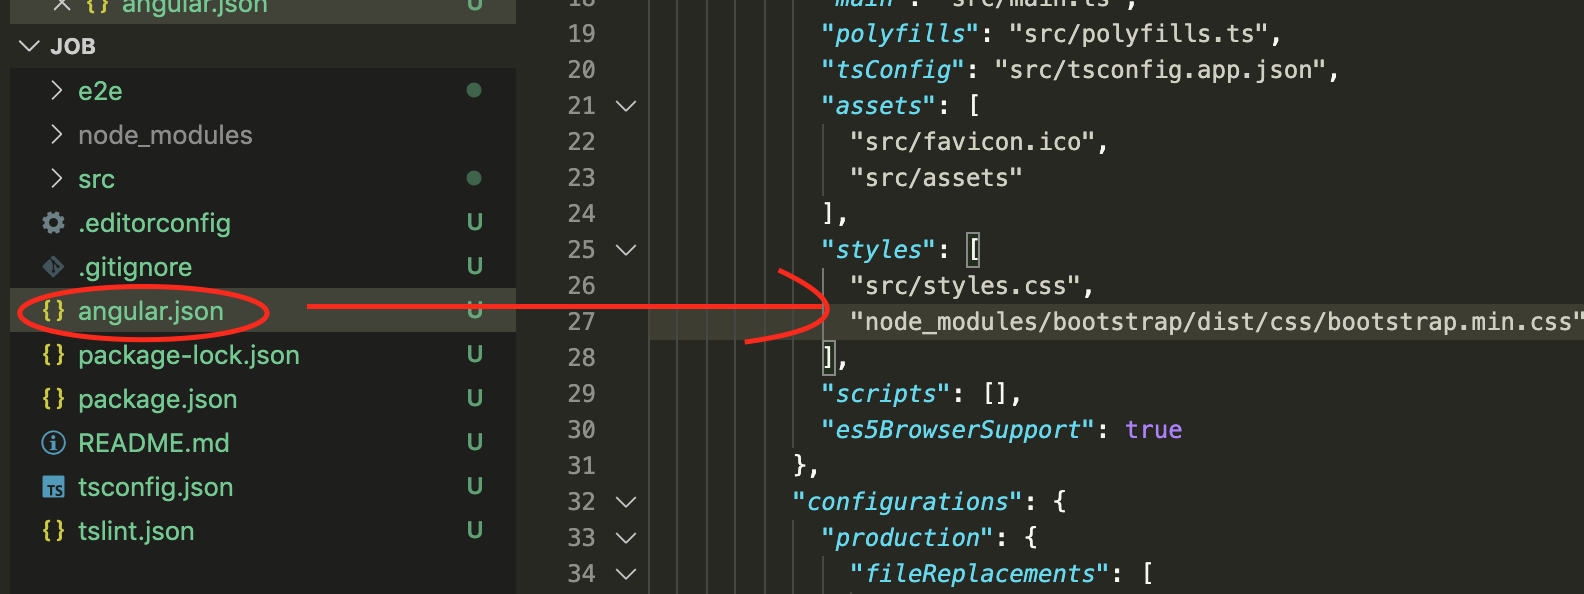 angular.json U
JOB
e2e
node_modules
src
.editorconfig U
.gitignore U
angular.json U
package-lock.json U
package.json U
README.md U
TS tsconfig.json U
tslint.json U
18 "main": "src/main.ts",
19 "polyfills": "src/polyfills.ts",
20 "tsConfig": "src/tsconfig.app.json",
21 "assets": [
22 "src/favicon.ico",
23 "src/assets"
24 ],
25 "styles": [
26 "src/styles.css",
27 "node_modules/bootstrap/dist/css/bootstrap.min.css"
28 ],
29 "scripts": [],
30 "es5BrowserSupport": true
31 },
32 "configurations": {
33 "production": {
34 "fileReplacements": [